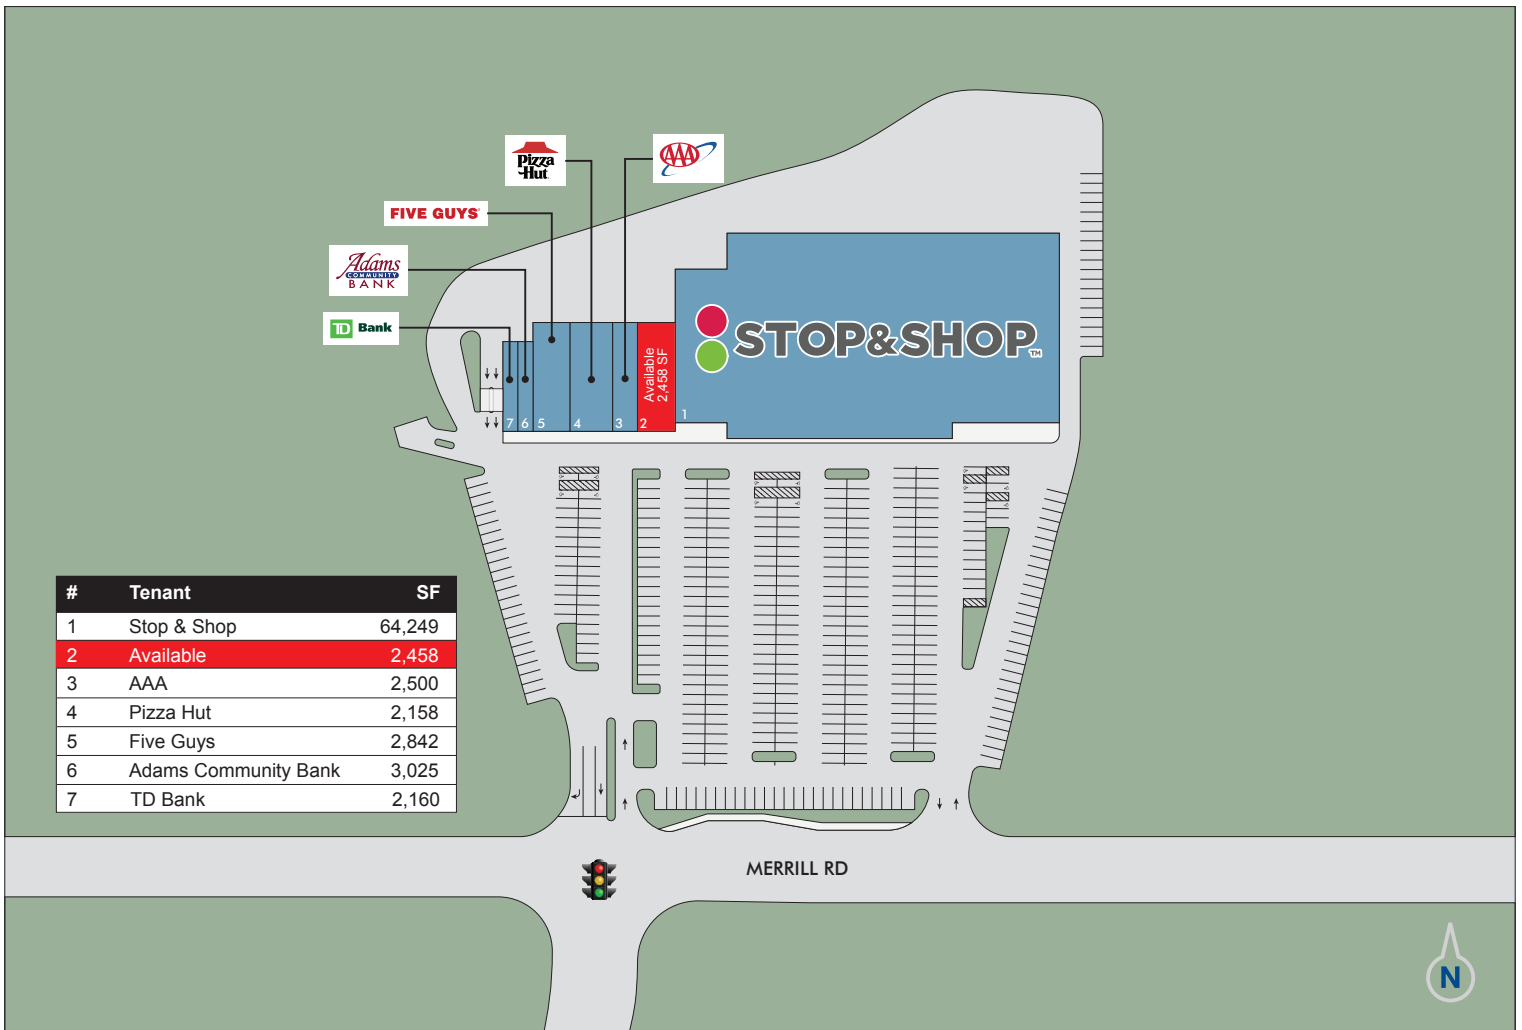 Pizza
Hut
AAA
FIVE GUYS
Adams
COMMUNITY
BANK
TD Bank
STOP&SHOP™
Available
2,458 SF
7 6 5 4 3 2 1
# Tenant SF
1 Stop & Shop 64,249
2 Available 2,458
3 AAA 2,500
4 Pizza Hut 2,158
5 Five Guys 2,842
6 Adams Community Bank 3,025
7 TD Bank 2,160
MERRILL RD
N